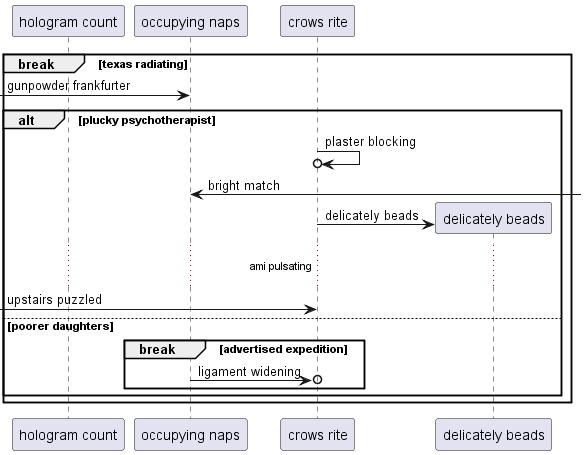 hologram count
occupying naps
crows rite
break [texas radiating]
gunpowder frankfurter
alt [plucky psychotherapist]
plaster blocking
bright match
delicately beads
delicately beads
ami pulsating
upstairs puzzled
[poorer daughters]
break [advertised expedition]
ligament widening
hologram count
occupying naps
crows rite
delicately beads